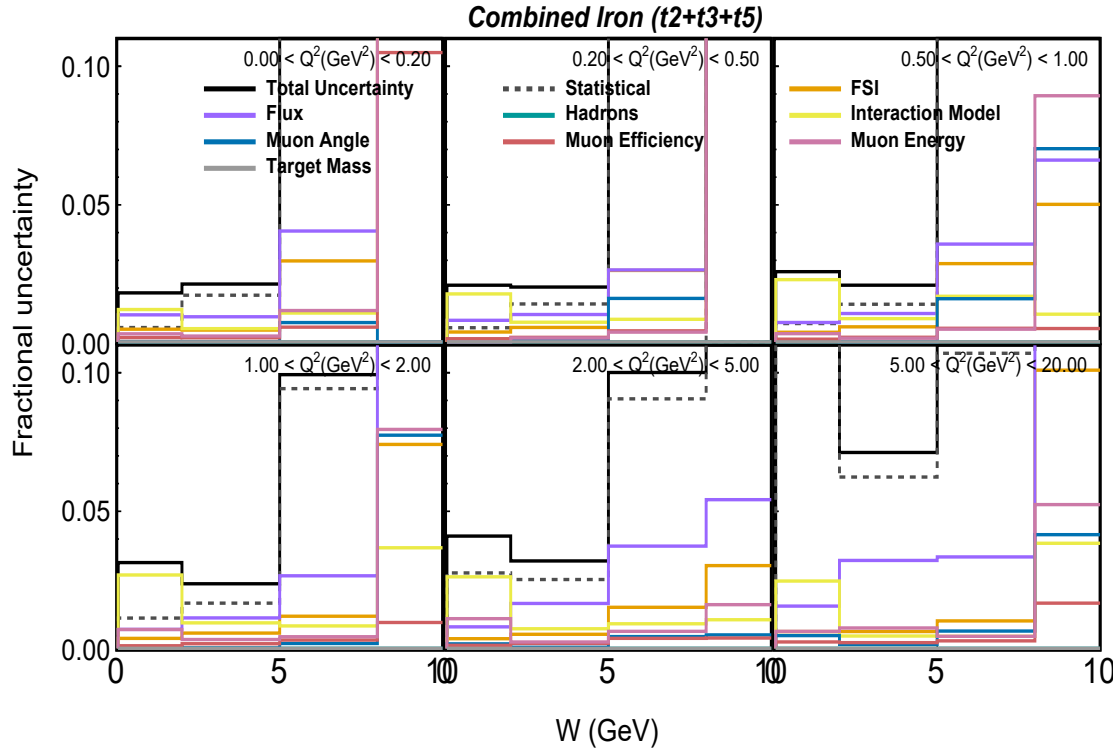 Combined Iron (t2+t3+t5)
0.00 < Q²(GeV²) < 0.20
0.20 < Q²(GeV²) < 0.50
0.50 < Q²(GeV²) < 1.00
Total Uncertainty
Statistical
FSI
Flux
Hadrons
Interaction Model
Muon Angle
Muon Efficiency
Muon Energy
Target Mass
0.10
0.05
0.00
1.00 < Q²(GeV²) < 2.00
2.00 < Q²(GeV²) < 5.00
5.00 < Q²(GeV²) < 20.00
0.10
0.05
0.00
Fractional uncertainty
0 5 10
0 5 10
0 5 10
W (GeV)